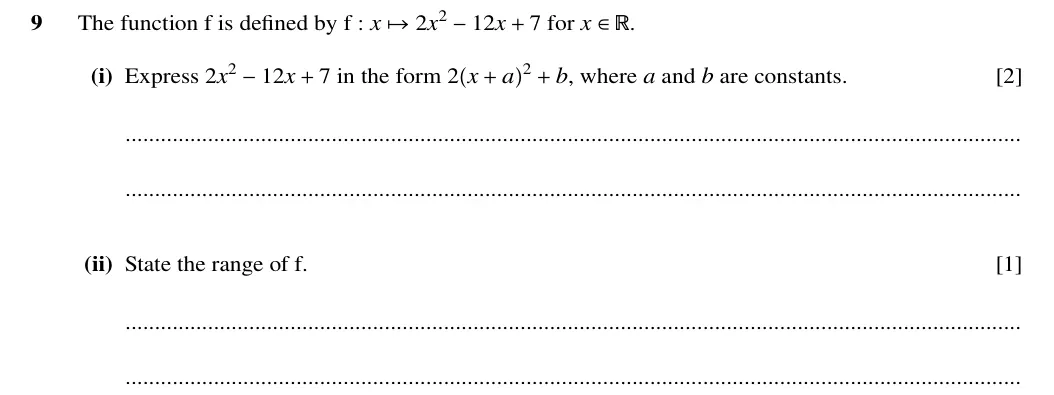 9 The function f is defined by f : x ↦ 2x² − 12x + 7 for x ∈ ℝ.
(i) Express 2x² − 12x + 7 in the form 2(x + a)² + b, where a and b are constants. [2]
(ii) State the range of f. [1]